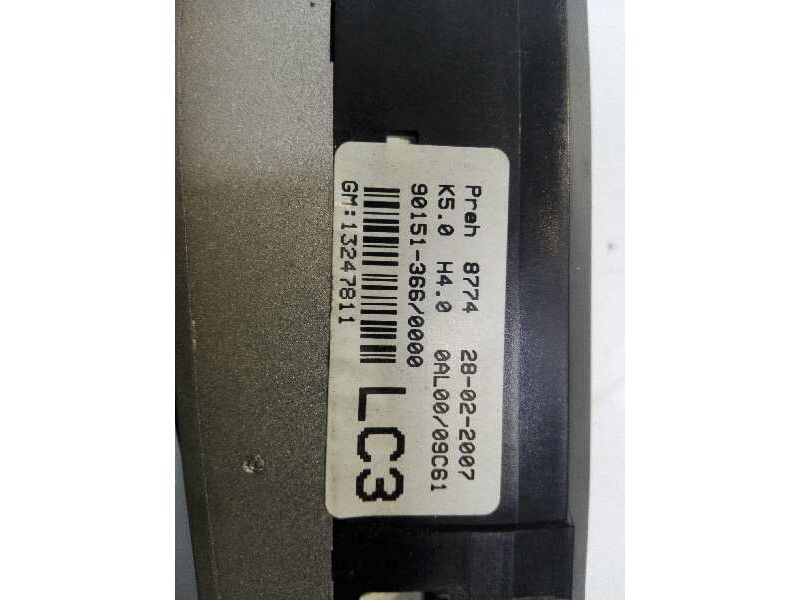 Preh 8774 28-02-2007
K5.0 H4.0 0AL00/09C61
90151-366/0000
GM:13247811
LC3